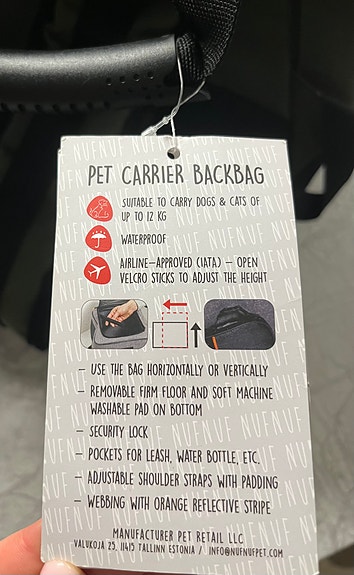 PET CARRIER BACKBAG
SUITABLE TO CARRY DOGS & CATS OF
UP TO 12 KG
WATERPROOF
AIRLINE-APPROVED (IATA) – OPEN
VELCRO STICKS TO ADJUST THE HEIGHT
– USE THE BAG HORIZONTALLY OR VERTICALLY
– REMOVABLE FIRM FLOOR AND SOFT MACHINE
WASHABLE PAD ON BOTTOM
– SECURITY LOCK
– POCKETS FOR LEASH, WATER BOTTLE, ETC.
– ADJUSTABLE SHOULDER STRAPS WITH PADDING
– WEBBING WITH ORANGE REFLECTIVE STRIPE
MANUFACTURER PET RETAIL LLC
VALUKOJA 25, 11415 TALLINN ESTONIA / INFO@NUFNUFPET.COM